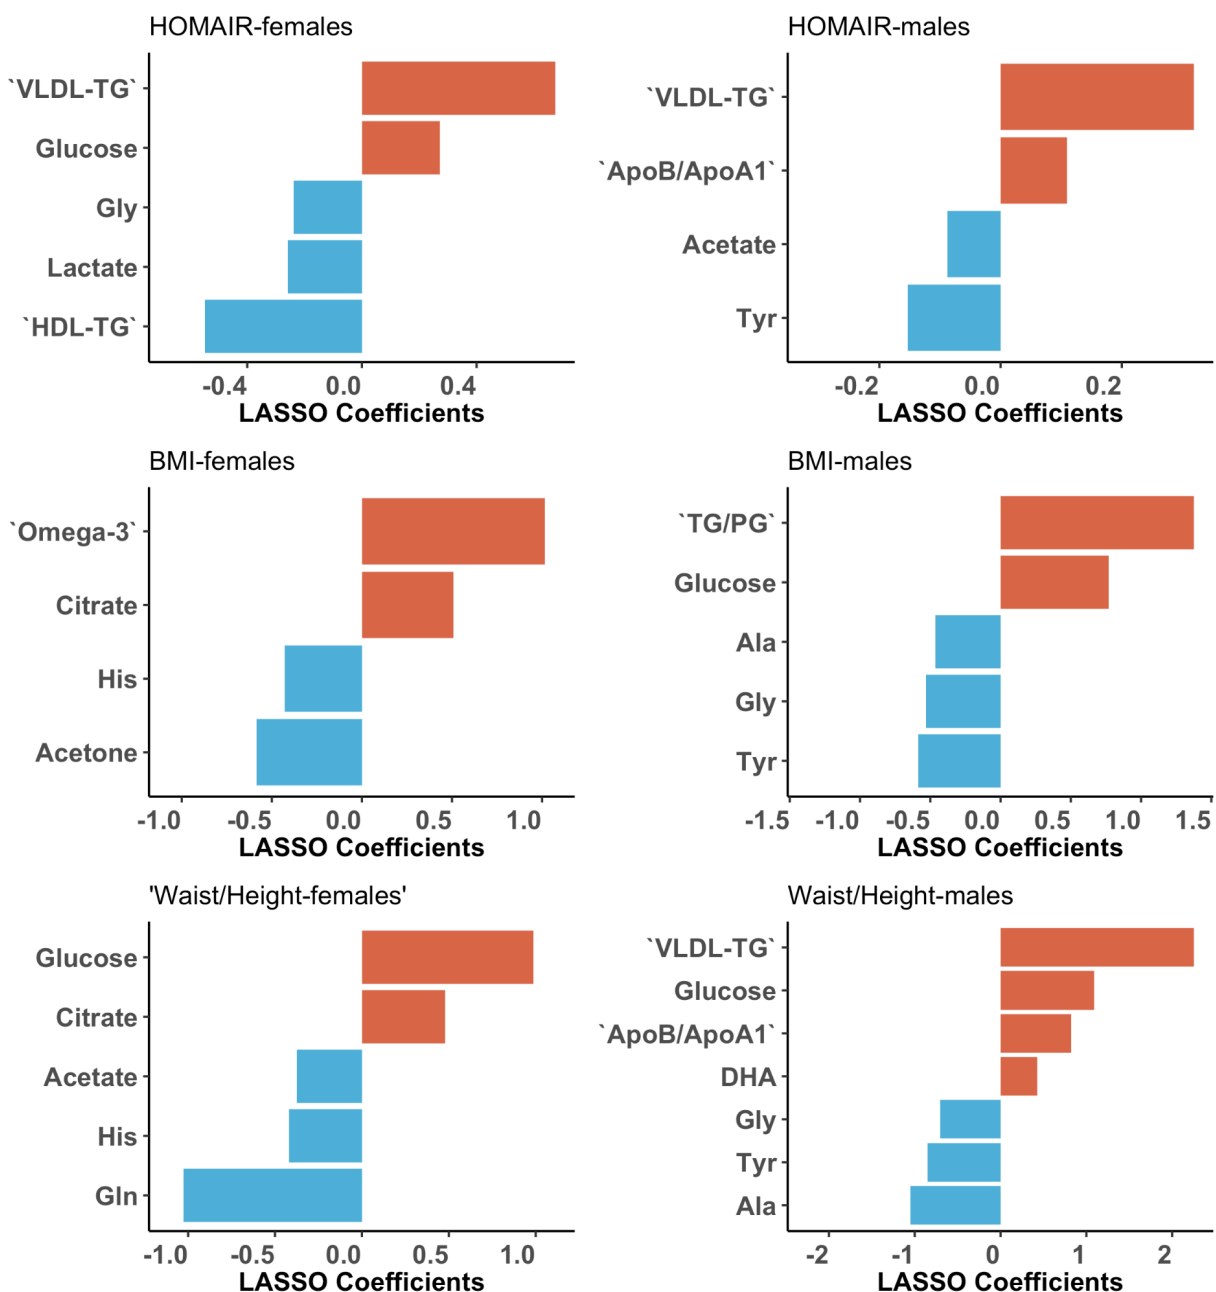 HOMAIR-females
`VLDL-TG`
Glucose
Gly
Lactate
`HDL-TG`
-0.4 0.0 0.4
LASSO Coefficients
HOMAIR-males
`VLDL-TG`
`ApoB/ApoA1`
Acetate
Tyr
-0.2 0.0 0.2
LASSO Coefficients
BMI-females
`Omega-3`
Citrate
His
Acetone
-1.0 -0.5 0.0 0.5 1.0
LASSO Coefficients
BMI-males
`TG/PG`
Glucose
Ala
Gly
Tyr
-1.5 -1.0 -0.5 0.0 0.5 1.0 1.5
LASSO Coefficients
'Waist/Height-females'
Glucose
Citrate
Acetate
His
Gln
-1.0 -0.5 0.0 0.5 1.0
LASSO Coefficients
Waist/Height-males
`VLDL-TG`
Glucose
`ApoB/ApoA1`
DHA
Gly
Tyr
Ala
-2 -1 0 1 2
LASSO Coefficients